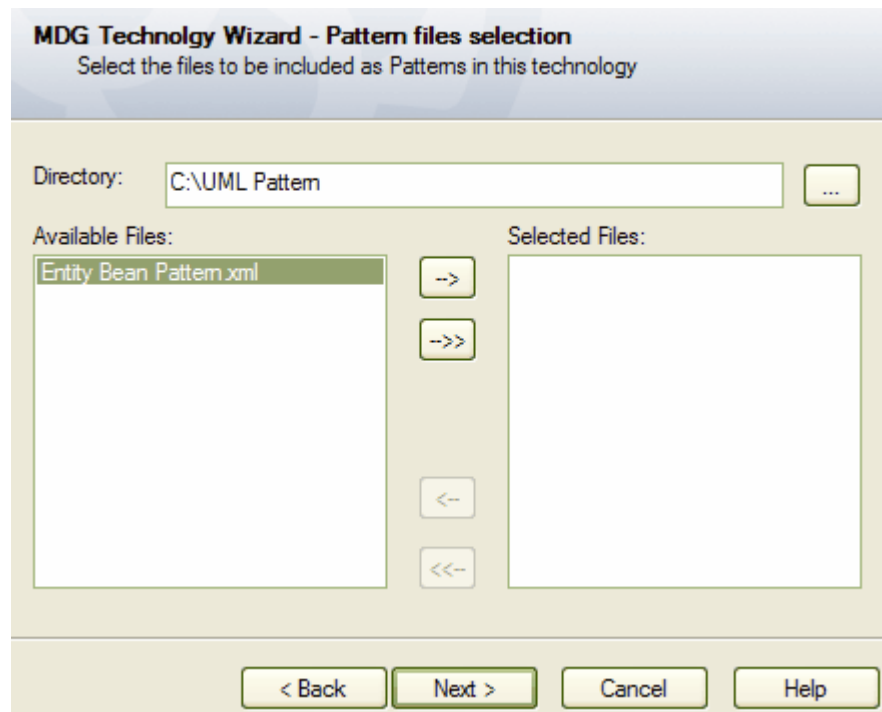 MDG Technolgy Wizard - Pattern files selection
Select the files to be included as Patterns in this technology
Directory:
C:\UML Pattern
...
Available Files:
Selected Files:
Entity Bean Pattern.xml
-->
-->>
<--
<<--
< Back
Next >
Cancel
Help